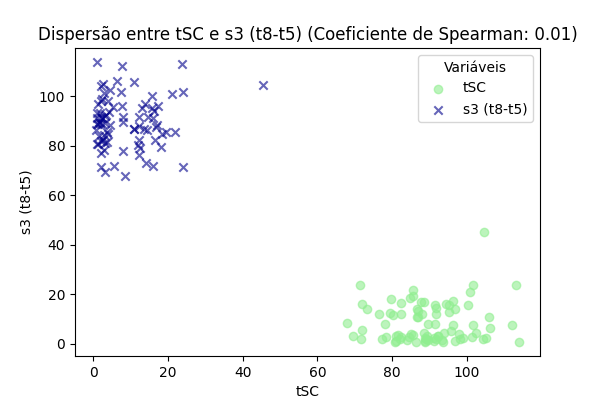 Dispersão entre tSC e s3 (t8-t5) (Coeficiente de Spearman: 0.01)
Variáveis
tSC
s3 (t8-t5)
s3 (t8-t5)
100
80
60
40
20
0
0 20 40 60 80 100
tSC